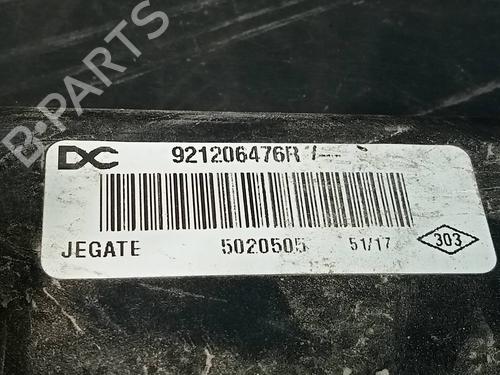 B-PARTS
DC 921206476R /--
JEGATE 5020505 51/17 303